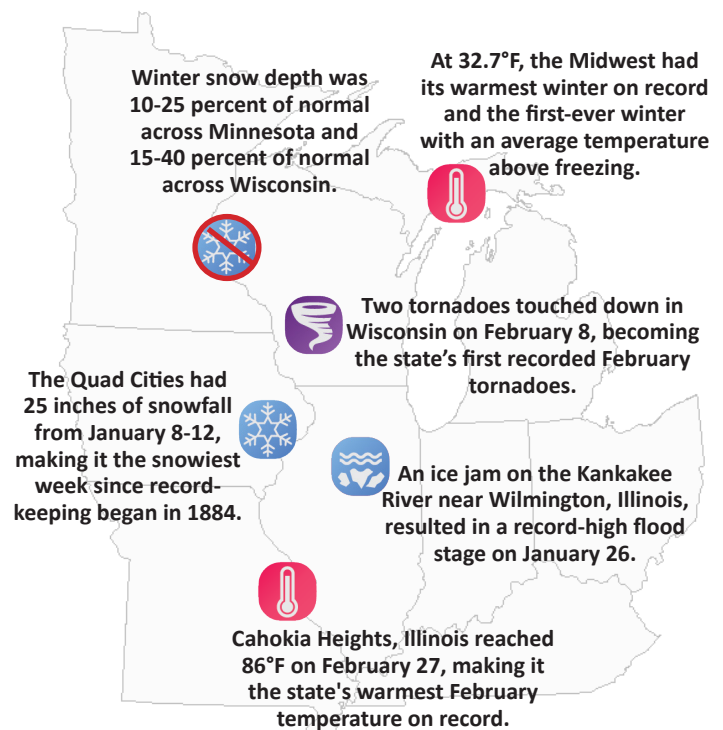 Winter snow depth was
10-25 percent of normal
across Minnesota and
15-40 percent of normal
across Wisconsin.
At 32.7°F, the Midwest had
its warmest winter on record
and the first-ever winter
with an average temperature
above freezing.
Two tornadoes touched down in
Wisconsin on February 8, becoming
the state’s first recorded February
tornadoes.
The Quad Cities had
25 inches of snowfall
from January 8-12,
making it the snowiest
week since record-
keeping began in 1884.
An ice jam on the Kankakee
River near Wilmington, Illinois,
resulted in a record-high flood
stage on January 26.
Cahokia Heights, Illinois reached
86°F on February 27, making it
the state's warmest February
temperature on record.